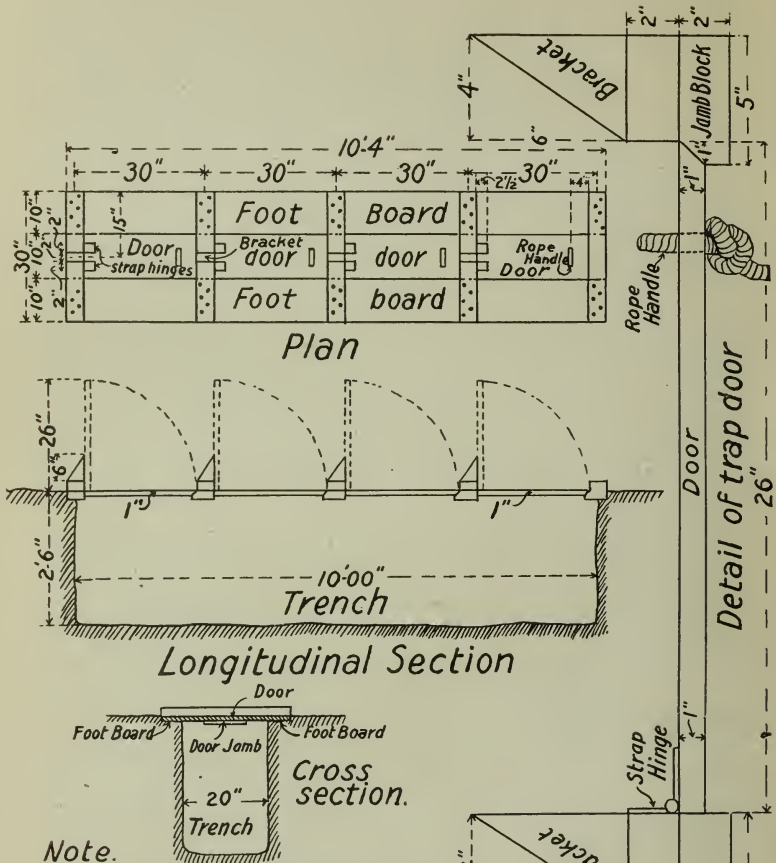 2" 2"
Bracket
Jamb Block
4"
5"
6"
1"
1"
10'-4"
30" 30" 30" 30"
2½ 4"
15"
30"
10" 10" 10"
2" 2" 2"
Foot Board
Door door door Door
strap hinges
Bracket
Rope Handle
Foot board
Plan
Rope Handle
26"
6"
1" 1"
2'-6"
10'-00"
Trench
Longitudinal Section
Door
Detail of trap door
26"
1"
Strap Hinge
Door
Foot Board
Door Jamb
Foot Board
20"
Trench
Cross section.
Note.